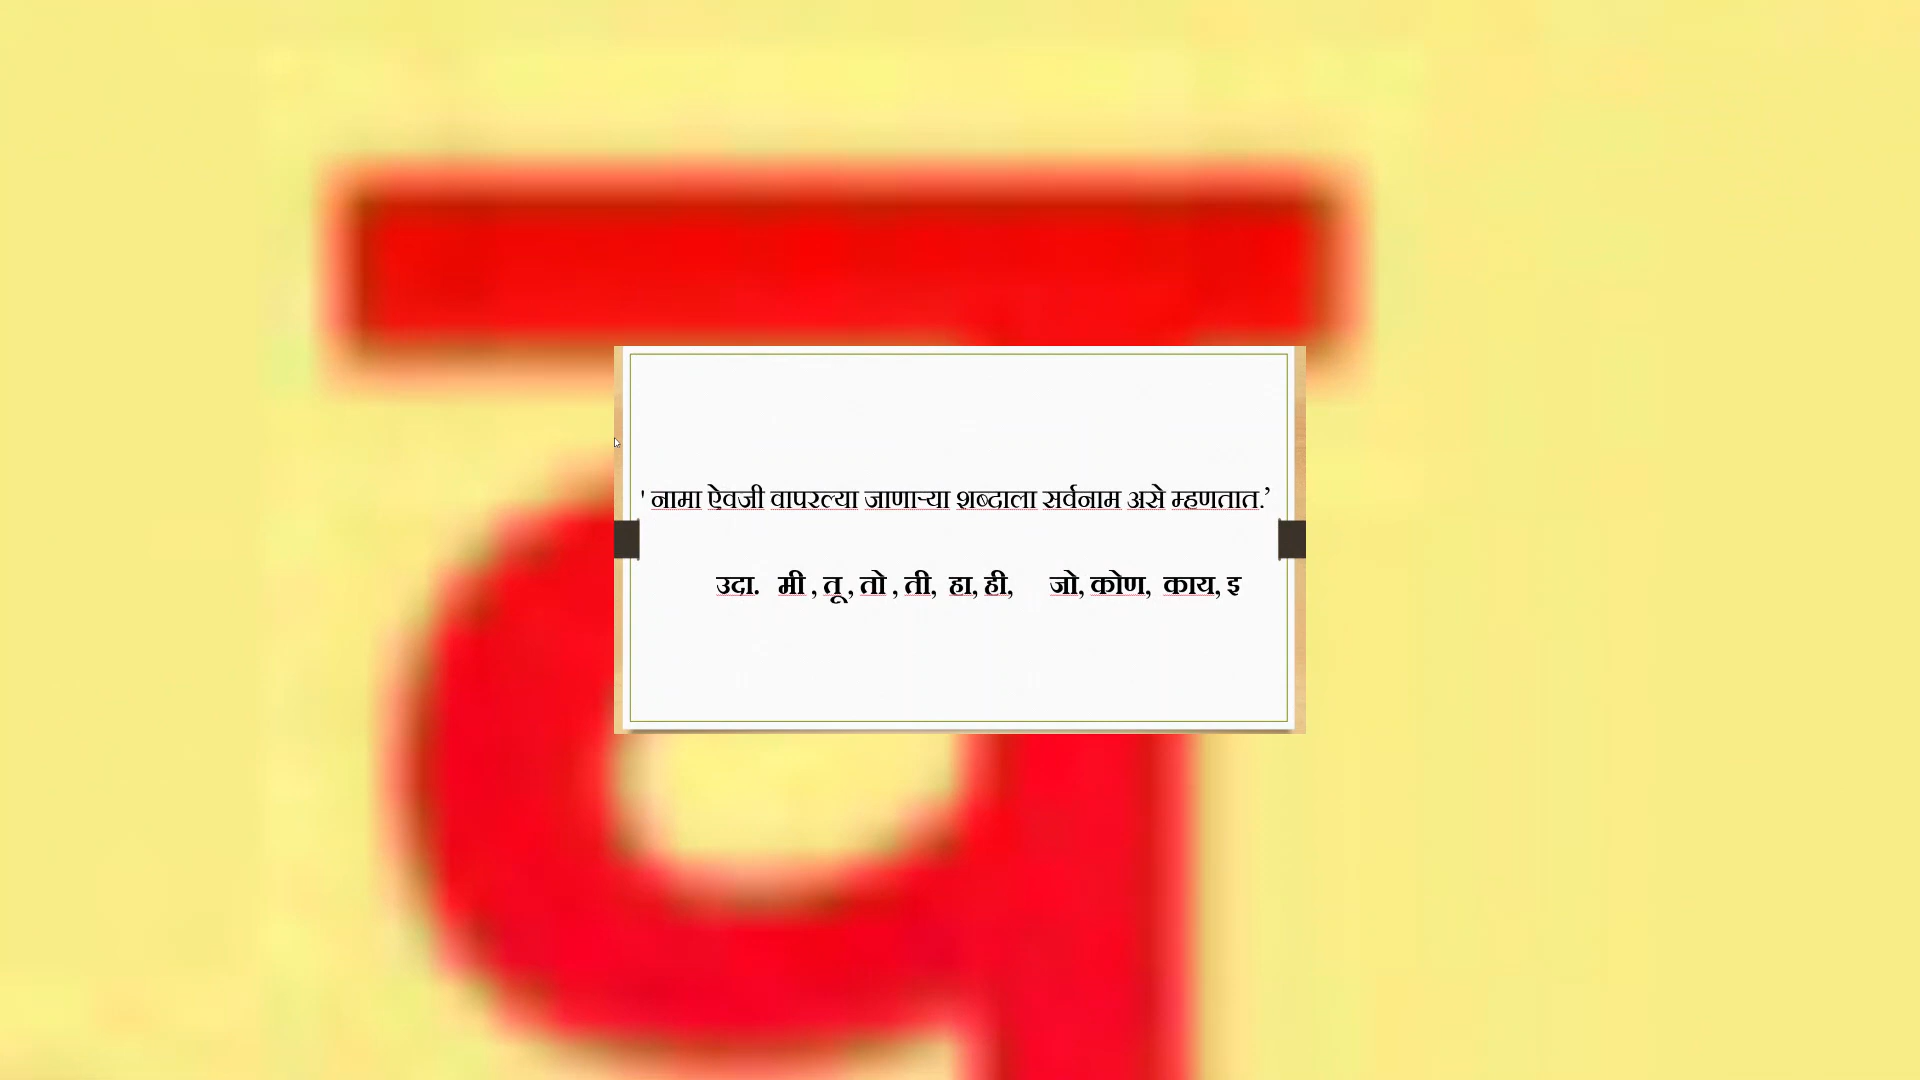 व
' नामा ऐवजी वापरल्या जाणाऱ्या शब्दाला सर्वनाम असे म्हणतात.’
उदा. मी , तू , तो , ती, हा, ही, जो, कोण, काय, इ